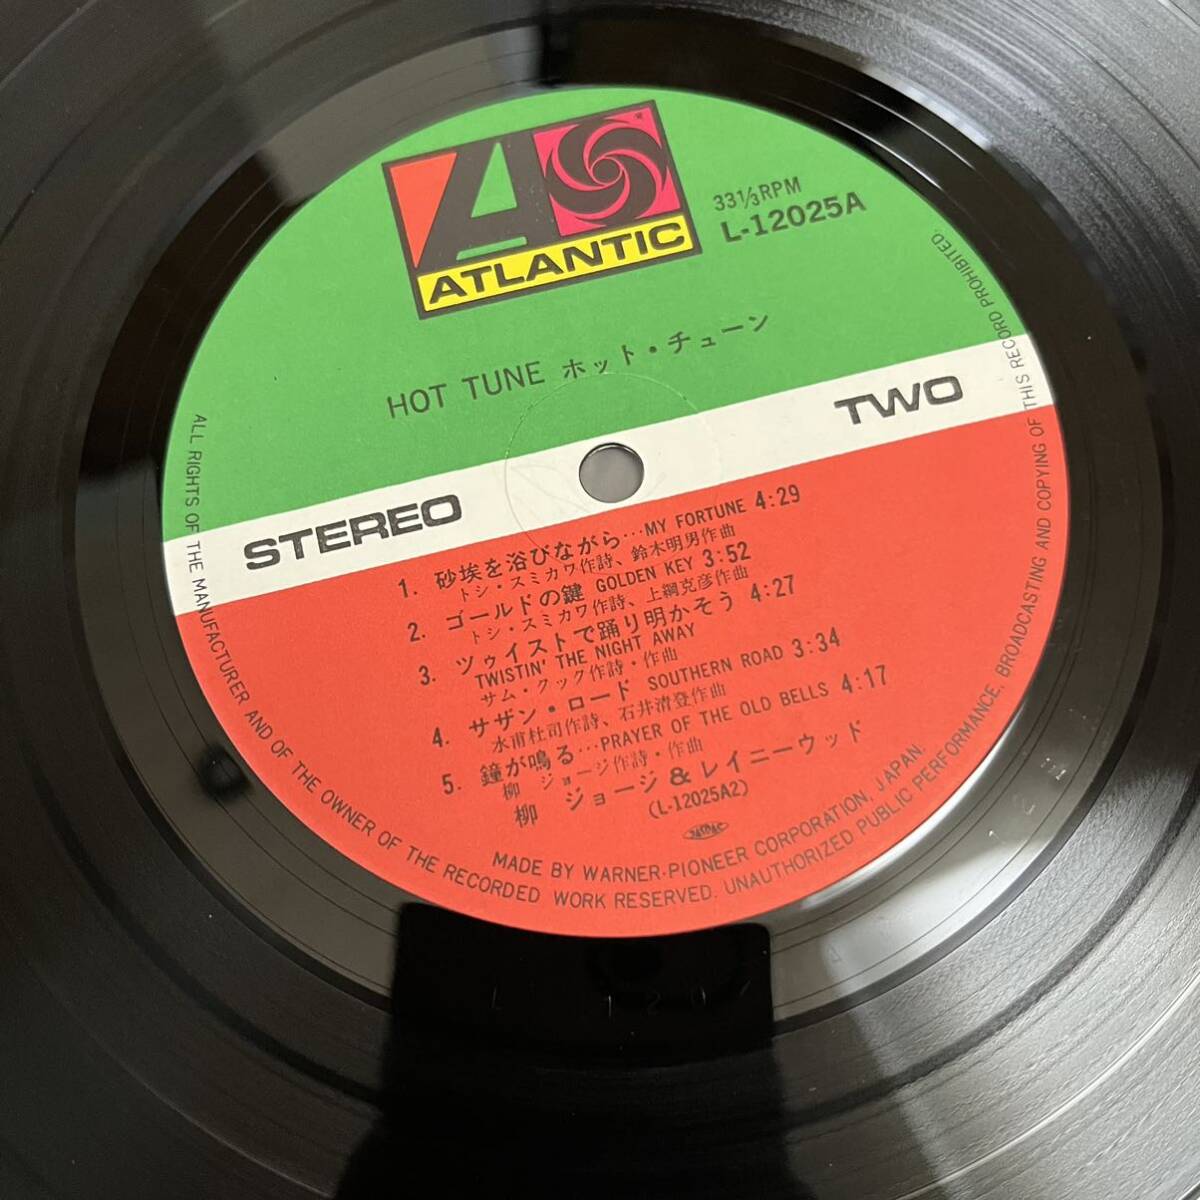 ATLANTIC
33 1/3 RPM
L-12025A
HOT TUNE ホット・チューン
STEREO
TWO
1. 砂埃を浴びながら…MY FORTUNE 4:29
トシ・スミカワ作詩、鈴木明男作曲
2. ゴールドの鍵 GOLDEN KEY 3:52
トシ・スミカワ作詩、上綱克彦作曲
3. ツゥイストで踊り明かそう 4:27
TWISTIN' THE NIGHT AWAY
サム・クック作詩・作曲
4. サザン・ロード SOUTHERN ROAD 3:34
水甫杜司作詩、石井清登作曲
5. 鐘が鳴る…PRAYER OF THE OLD BELLS 4:17
柳 ジョージ作詩・作曲
柳 ジョージ & レイニーウッド
(L-12025A2)
MADE BY WARNER-PIONEER CORPORATION, JAPAN.
ALL RIGHTS OF THE MANUFACTURER AND OF THE OWNER OF THE RECORDED WORK RESERVED. UNAUTHORIZED PUBLIC PERFORMANCE, BROADCASTING AND COPYING OF THIS RECORD PROHIBITED.